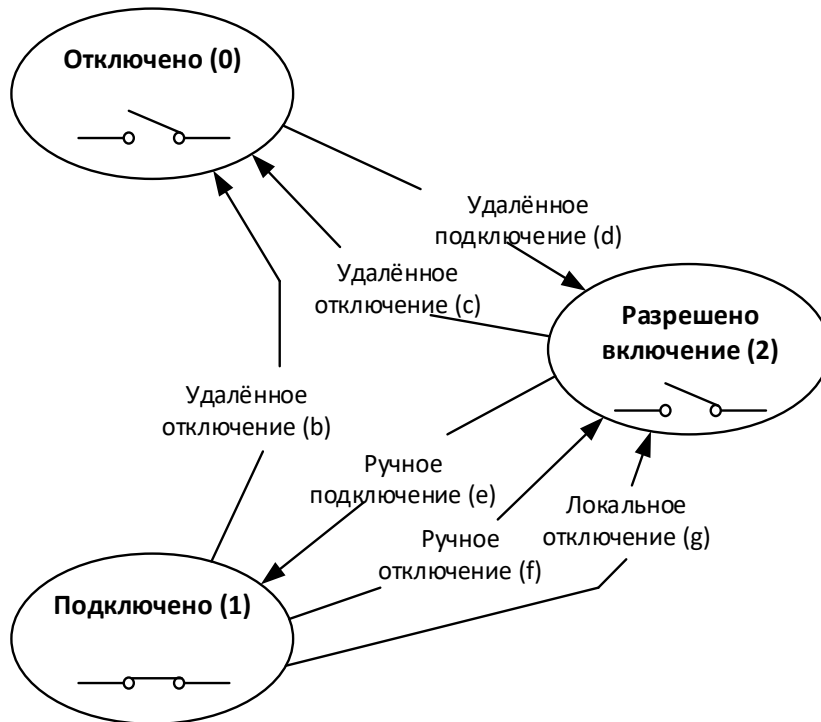 Отключено (0)
Удалённое
подключение (d)
Удалённое
отключение (c)
Разрешено
включение (2)
Удалённое
отключение (b)
Ручное
подключение (e)
Локальное
отключение (g)
Ручное
отключение (f)
Подключено (1)